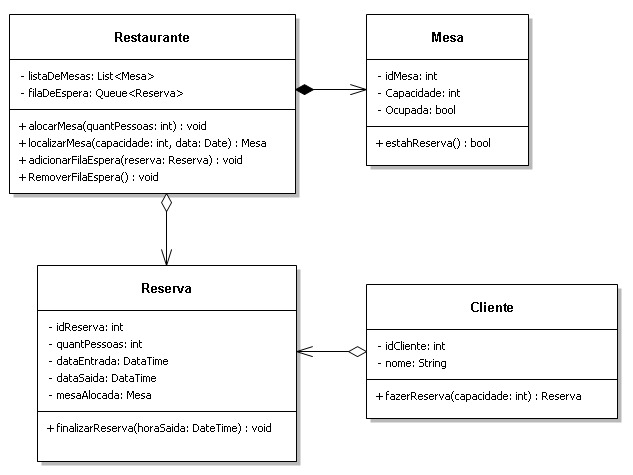 Restaurante
- listaDeMesas: List<Mesa>
- filaDeEspera: Queue<Reserva>
+ alocarMesa(quantPessoas: int) : void
+ localizarMesa(capacidade: int, data: Date) : Mesa
+ adicionarFilaEspera(reserva: Reserva) : void
+ RemoverFilaEspera() : void
Mesa
- idMesa: int
- Capacidade: int
- Ocupada: bool
+ estahReserva() : bool
Reserva
- idReserva: int
- quantPessoas: int
- dataEntrada: DataTime
- dataSaida: DataTime
- mesaAlocada: Mesa
+ finalizarReserva(horaSaida: DateTime) : void
Cliente
- idCliente: int
- nome: String
+ fazerReserva(capacidade: int) : Reserva